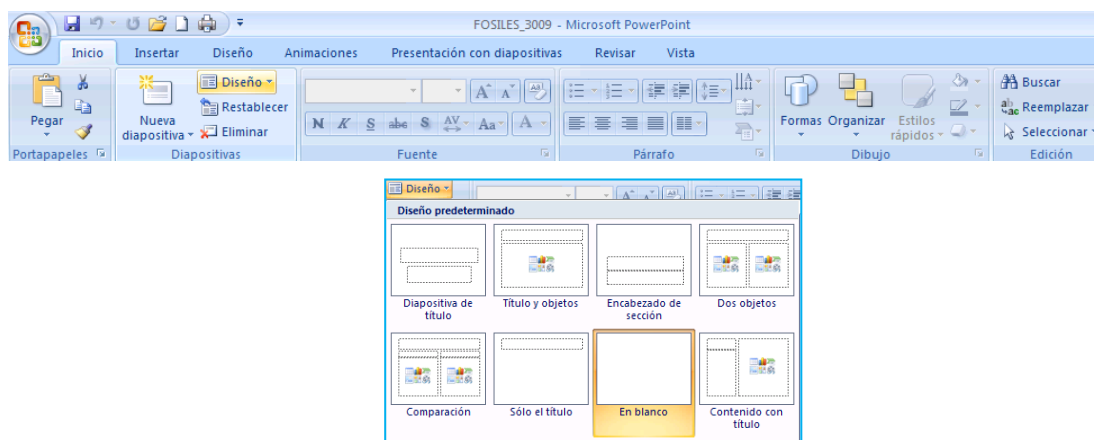 FOSILES_3009 - Microsoft PowerPoint
Inicio Insertar Diseño Animaciones Presentación con diapositivas Revisar Vista
Pegar
Portapapeles
Nueva
diapositiva
Diseño
Restablecer
Eliminar
Diapositivas
N K S abc S AV Aa A
Fuente
Párrafo
Formas Organizar Estilos
rápidos
Dibujo
Buscar
Reemplazar
Seleccionar
Edición
Diseño
Diseño predeterminado
Diapositiva de
título
Título y objetos
Encabezado de
sección
Dos objetos
Comparación
Sólo el título
En blanco
Contenido con
título